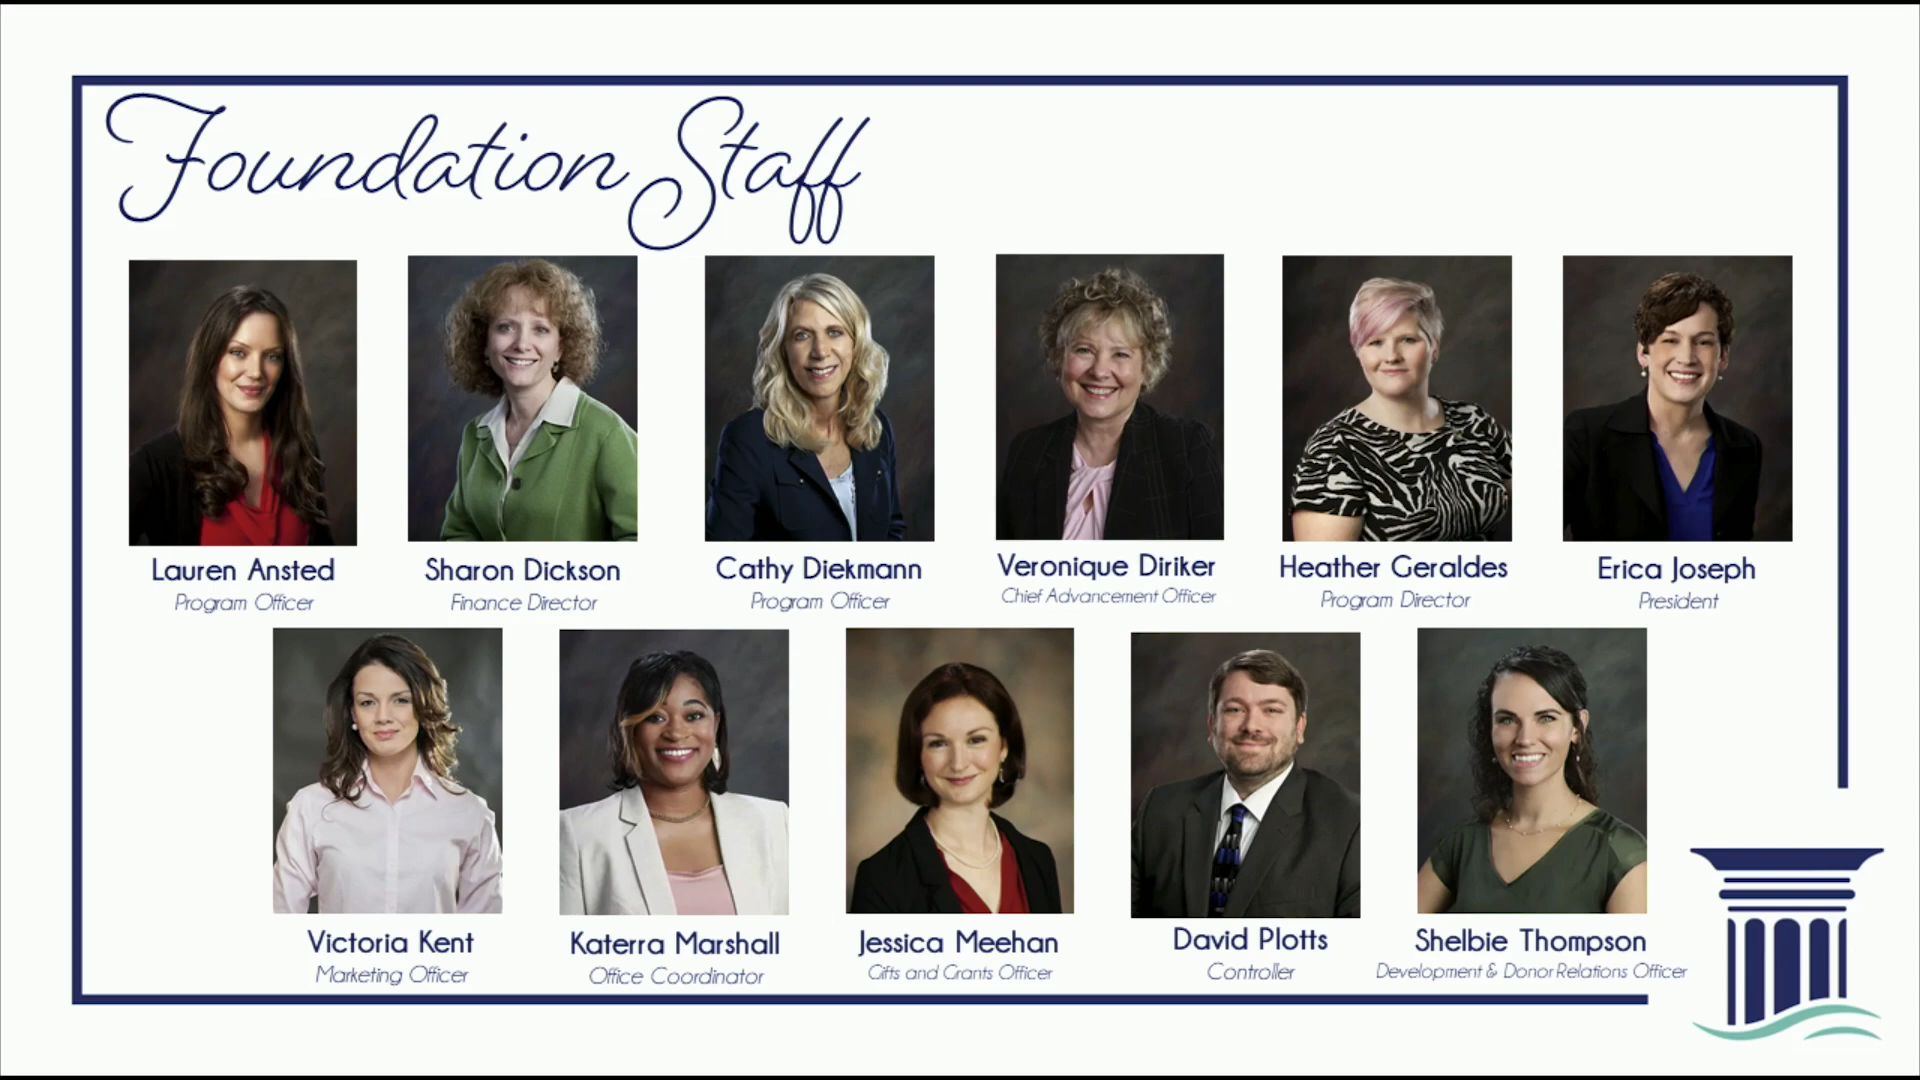 Foundation Staff
Lauren Ansted
Program Officer
Sharon Dickson
Finance Director
Cathy Diekmann
Program Officer
Veronique Diriker
Chief Advancement Officer
Heather Geraldes
Program Director
Erica Joseph
President
Victoria Kent
Marketing Officer
Katerra Marshall
Office Coordinator
Jessica Meehan
Gifts and Grants Officer
David Plotts
Controller
Shelbie Thompson
Development & Donor Relations Officer